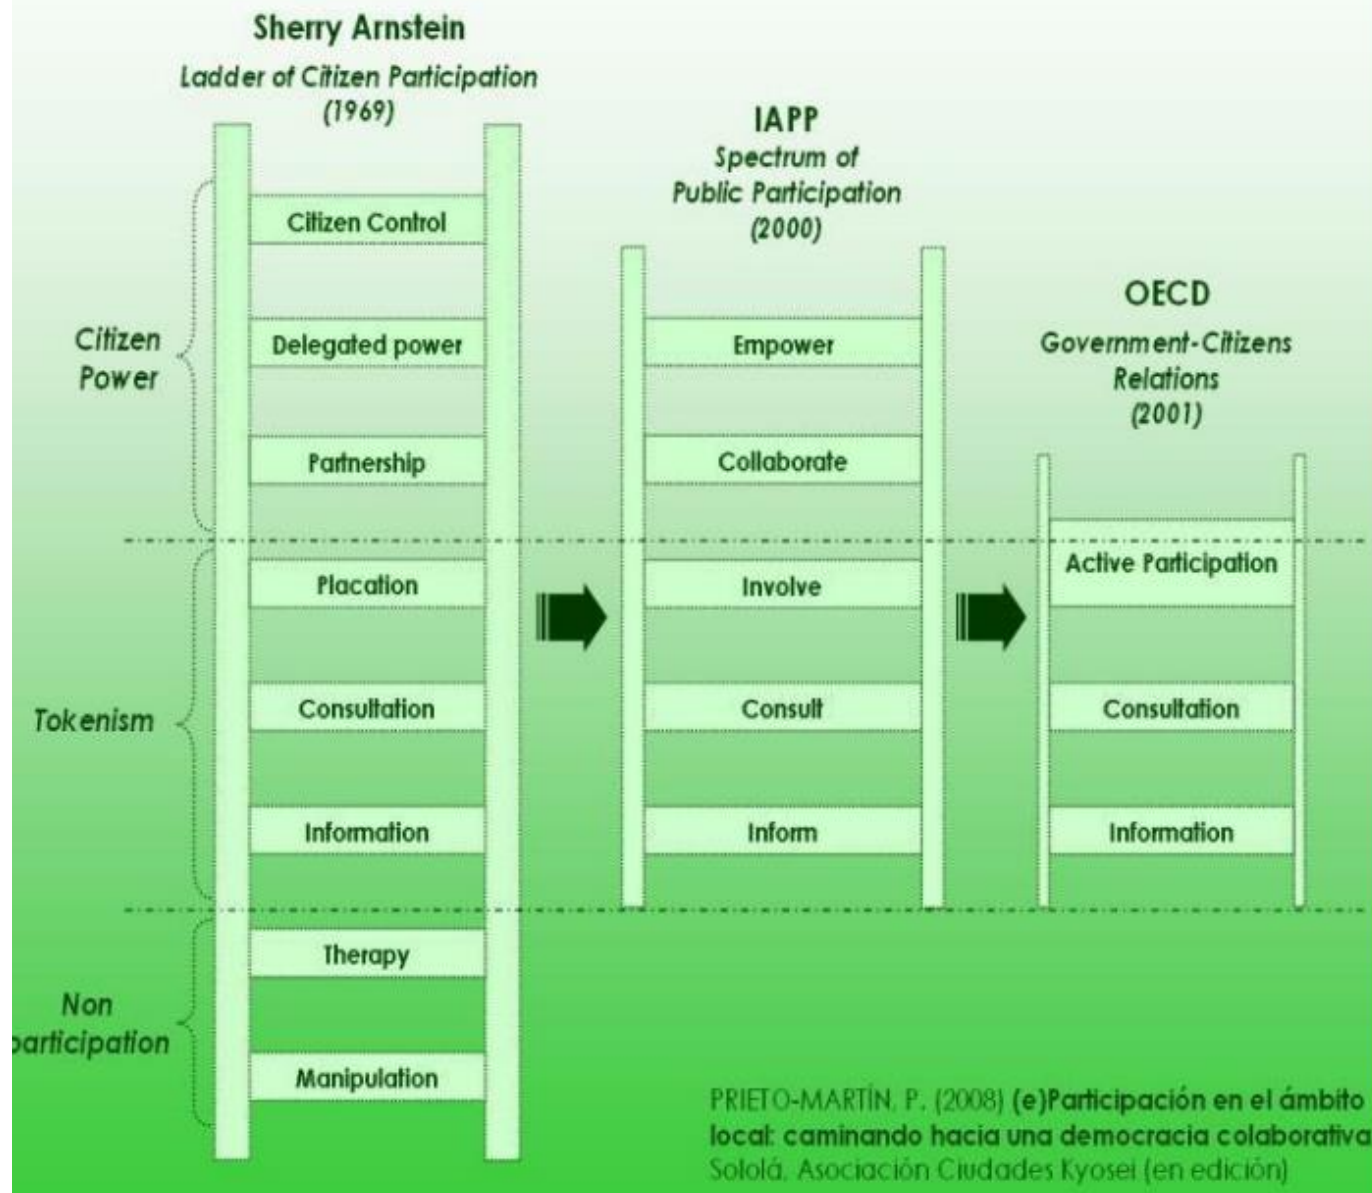 Sherry Arnstein
Ladder of Citizen Participation
(1969)
Citizen Control
Delegated power
Partnership
Placation
Consultation
Information
Therapy
Manipulation
Citizen
Power
Tokenism
Non
participation
IAPP
Spectrum of
Public Participation
(2000)
Empower
Collaborate
Involve
Consult
Inform
OECD
Government-Citizens
Relations
(2001)
Active Participation
Consultation
Information
PRIETO-MARTÍN, P. (2008) (e)Participación en el ámbito
local: caminando hacia una democracia colaborativa
Sololá, Asociación Ciudades Kyosei (en edición)